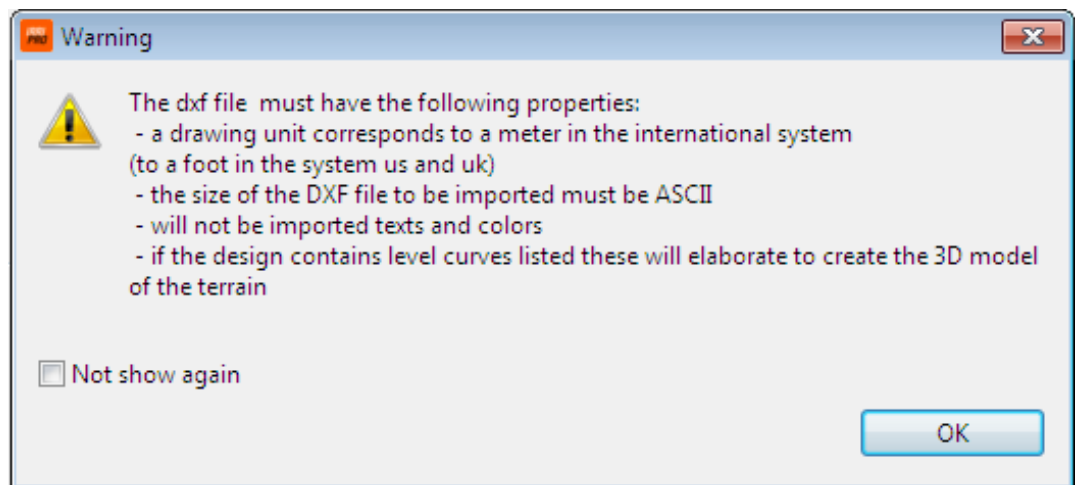 PRO
Warning
The dxf file  must have the following properties:
- a drawing unit corresponds to a meter in the international system
(to a foot in the system us and uk)
- the size of the DXF file to be imported must be ASCII
- will not be imported texts and colors
- if the design contains level curves listed these will elaborate to create the 3D model
of the terrain
Not show again
OK